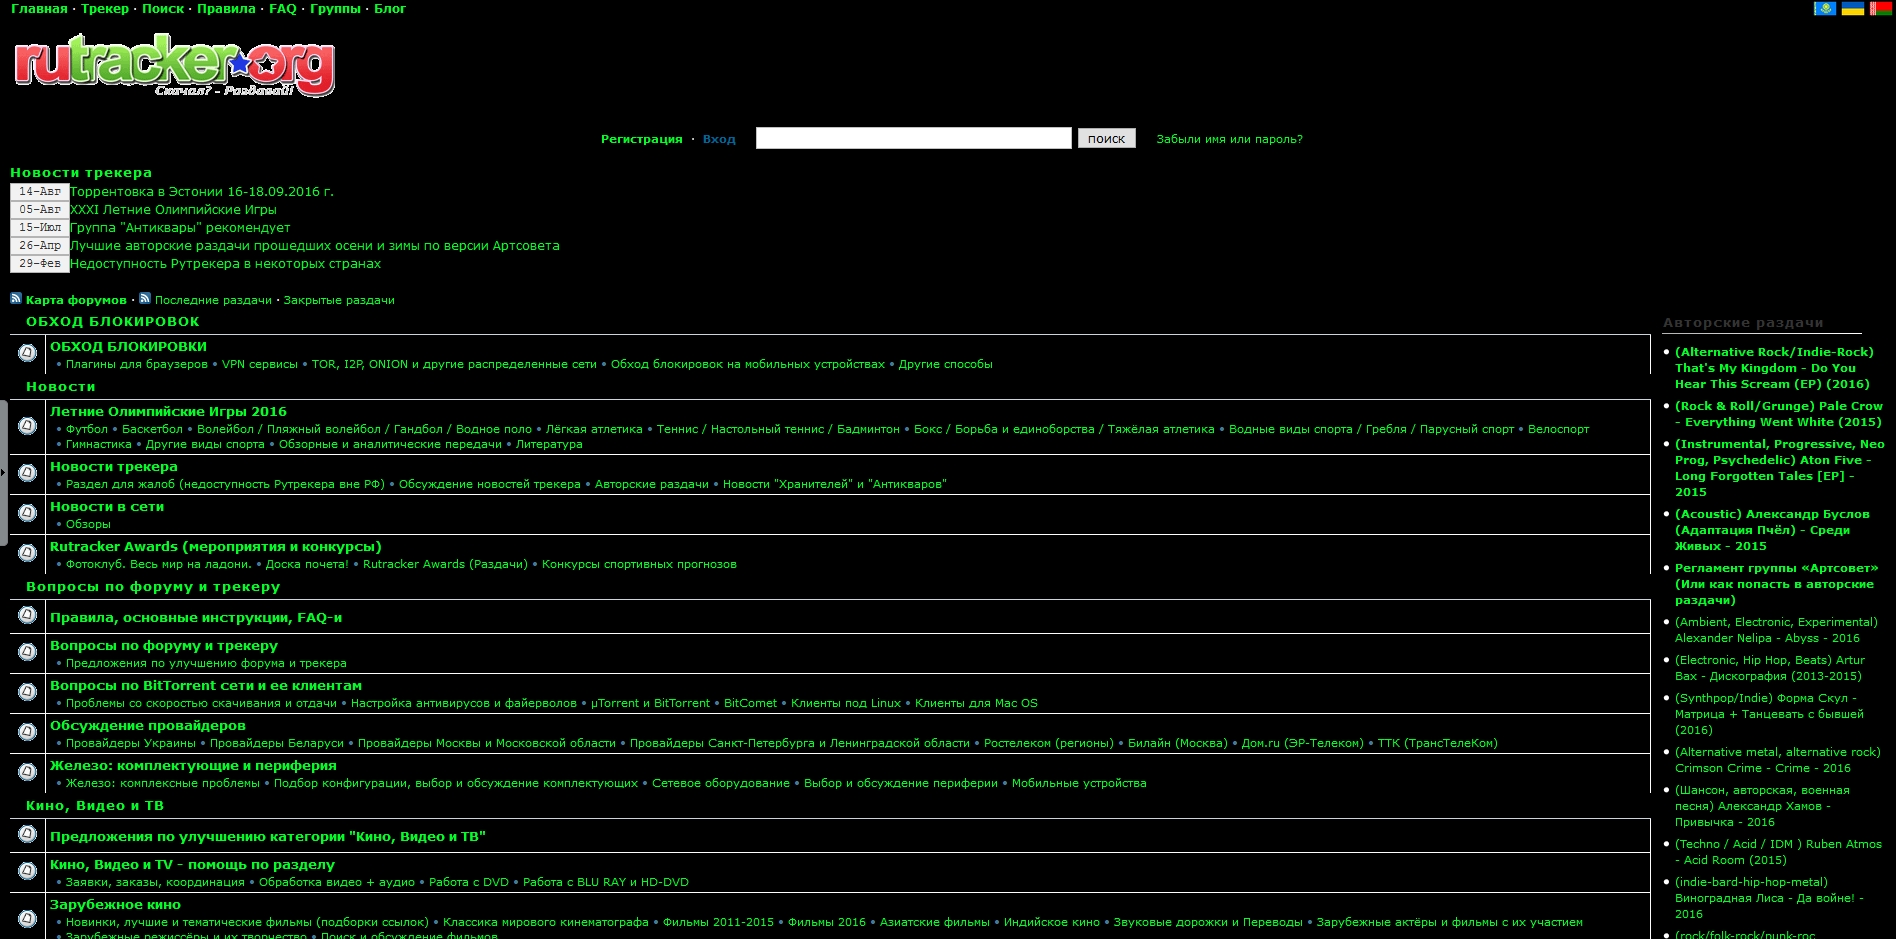 Главная · Трекер · Поиск · Правила · FAQ · Группы · Блог
rutracker.org
Скачал? - Раздавай!
Регистрация · Вход поиск Забыли имя или пароль?
Новости трекера
14-Авг Торрентовка в Эстонии 16-18.09.2016 г.
05-Авг XXXI Летние Олимпийские Игры
15-Июл Группа "Антиквары" рекомендует
26-Апр Лучшие авторские раздачи прошедших осени и зимы по версии Артсовета
29-Фев Недоступность Рутрекера в некоторых странах
Карта форумов · Последние раздачи · Закрытые раздачи
ОБХОД БЛОКИРОВОК
ОБХОД БЛОКИРОВКИ
• Плагины для браузеров • VPN сервисы • TOR, I2P, ONION и другие распределенные сети • Обход блокировок на мобильных устройствах • Другие способы
Новости
Летние Олимпийские Игры 2016
• Футбол • Баскетбол • Волейбол / Пляжный волейбол / Гандбол / Водное поло • Лёгкая атлетика • Теннис / Настольный теннис / Бадминтон • Бокс / Борьба и единоборства / Тяжёлая атлетика • Водные виды спорта / Гребля / Парусный спорт • Велоспорт
• Гимнастика • Другие виды спорта • Обзорные и аналитические передачи • Литература
Новости трекера
• Раздел для жалоб (недоступность Рутрекера вне РФ) • Обсуждение новостей трекера • Авторские раздачи • Новости "Хранителей" и "Антикваров"
Новости в сети
• Обзоры
Rutracker Awards (мероприятия и конкурсы)
• Фотоклуб. Весь мир на ладони. • Доска почета! • Rutracker Awards (Раздачи) • Конкурсы спортивных прогнозов
Вопросы по форуму и трекеру
Правила, основные инструкции, FAQ-и
Вопросы по форуму и трекеру
• Предложения по улучшению форума и трекера
Вопросы по BitTorrent сети и ее клиентам
• Проблемы со скоростью скачивания и отдачи • Настройка антивирусов и файерволов • µTorrent и BitTorrent • BitComet • Клиенты под Linux • Клиенты для Mac OS
Обсуждение провайдеров
• Провайдеры Украины • Провайдеры Беларуси • Провайдеры Москвы и Московской области • Провайдеры Санкт-Петербурга и Ленинградской области • Ростелеком (регионы) • Билайн (Москва) • Дом.ru (ЭР-Телеком) • ТТК (ТрансТелеКом)
Железо: комплектующие и периферия
• Железо: комплексные проблемы • Подбор конфигурации, выбор и обсуждение комплектующих • Сетевое оборудование • Выбор и обсуждение периферии • Мобильные устройства
Кино, Видео и ТВ
Предложения по улучшению категории "Кино, Видео и ТВ"
Кино, Видео и TV - помощь по разделу
• Заявки, заказы, координация • Обработка видео + аудио • Работа с DVD • Работа с BLU RAY и HD-DVD
Зарубежное кино
• Новинки, лучшие и тематические фильмы (подборки ссылок) • Классика мирового кинематографа • Фильмы 2011-2015 • Фильмы 2016 • Азиатские фильмы • Индийское кино • Звуковые дорожки и Переводы • Зарубежные актёры и фильмы с их участием
• Зарубежные режиссёры и их творчество • Поиск и обсуждение фильмов
Авторские раздачи
• (Alternative Rock/Indie-Rock)
That's My Kingdom - Do You
Hear This Scream (EP) (2016)
• (Rock & Roll/Grunge) Pale Crow
- Everything Went White (2015)
• (Instrumental, Progressive, Neo
Prog, Psychedelic) Aton Five -
Long Forgotten Tales [EP] -
2015
• (Acoustic) Александр Буслов
(Адаптация Пчёл) - Среди
Живых - 2015
• Регламент группы «Артсовет»
(Или как попасть в авторские
раздачи)
• (Ambient, Electronic, Experimental)
Alexander Nelipa - Abyss - 2016
• (Electronic, Hip Hop, Beats) Artur
Вах - Дискография (2013-2015)
• (Synthpop/Indie) Форма Скул -
Матрица + Танцевать с бывшей
(2016)
• (Alternative metal, alternative rock)
Crimson Crime - Crime - 2016
• (Шансон, авторская, военная
песня) Александр Хамов -
Привычка - 2016
• (Techno / Acid / IDM ) Ruben Atmos
- Acid Room (2015)
• (indie-bard-hip-hop-metal)
Виноградная Лиса - Да войне! -
2016
• (rock/folk-rock/punk-roc